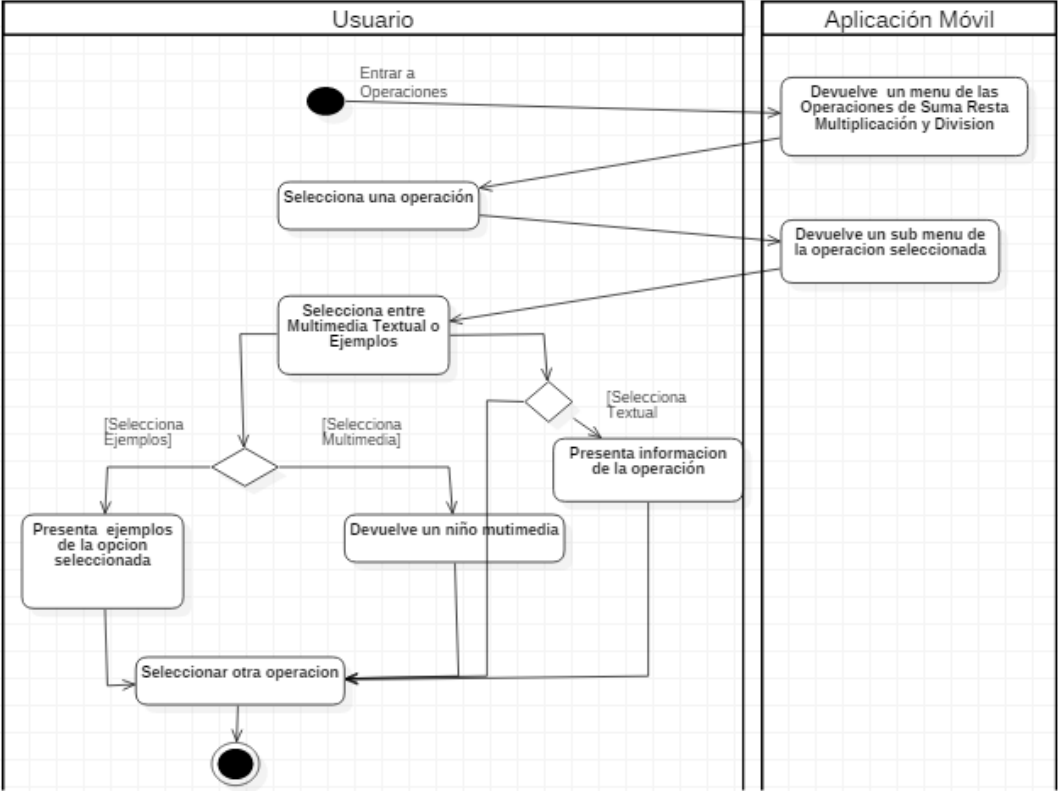 Usuario
Aplicación Móvil
Entrar a
Operaciones
Devuelve un menu de las
Operaciones de Suma Resta
Multiplicación y Division
Selecciona una operación
Devuelve un sub menu de
la operacion seleccionada
Selecciona entre
Multimedia Textual o
Ejemplos
[Selecciona
Textual
[Selecciona
Ejemplos]
[Selecciona
Multimedia]
Presenta informacion
de la operación
Presenta ejemplos
de la opcion
seleccionada
Devuelve un niño mutimedia
Seleccionar otra operacion